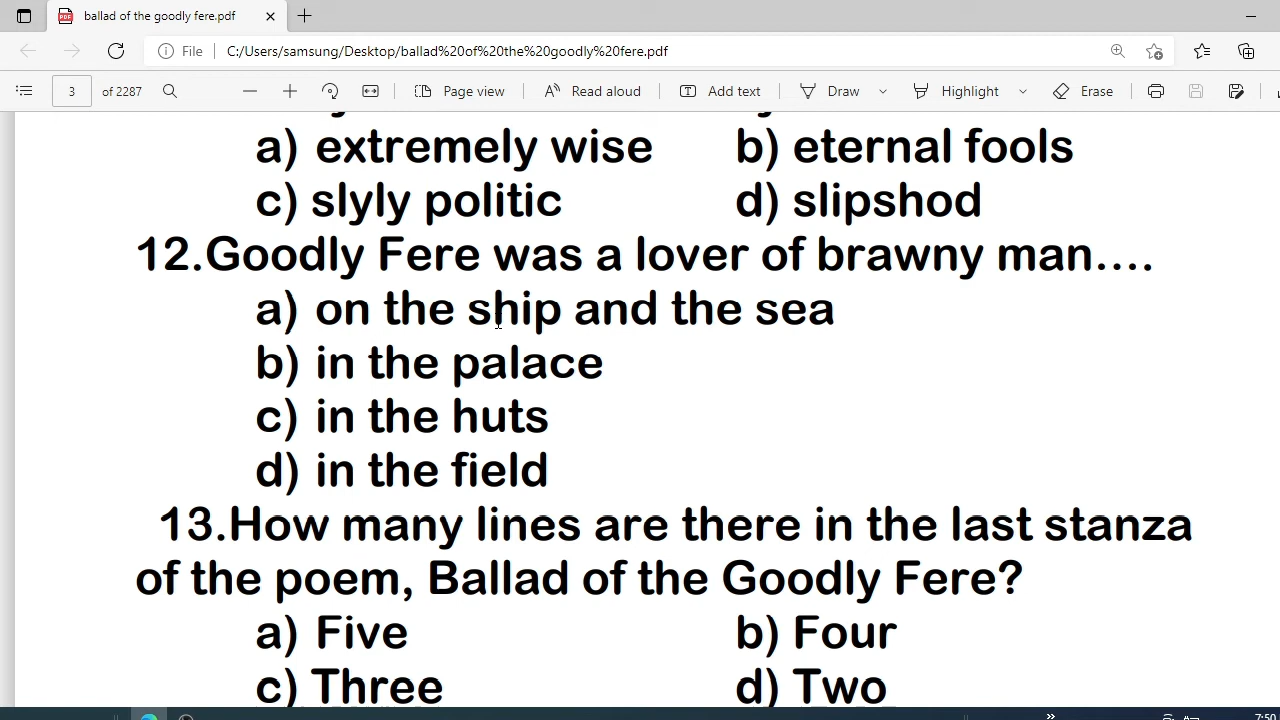 ballad of the goodly fere.pdf
File
C:/Users/samsung/Desktop/ballad%20of%20the%20goodly%20fere.pdf
3 of 2287 Page view Read aloud Add text Draw Highlight Erase
a) extremely wise b) eternal fools
c) slyly politic d) slipshod
12.Goodly Fere was a lover of brawny man....
a) on the ship and the sea
b) in the palace
c) in the huts
d) in the field
13.How many lines are there in the last stanza
of the poem, Ballad of the Goodly Fere?
a) Five b) Four
c) Three d) Two
7:50